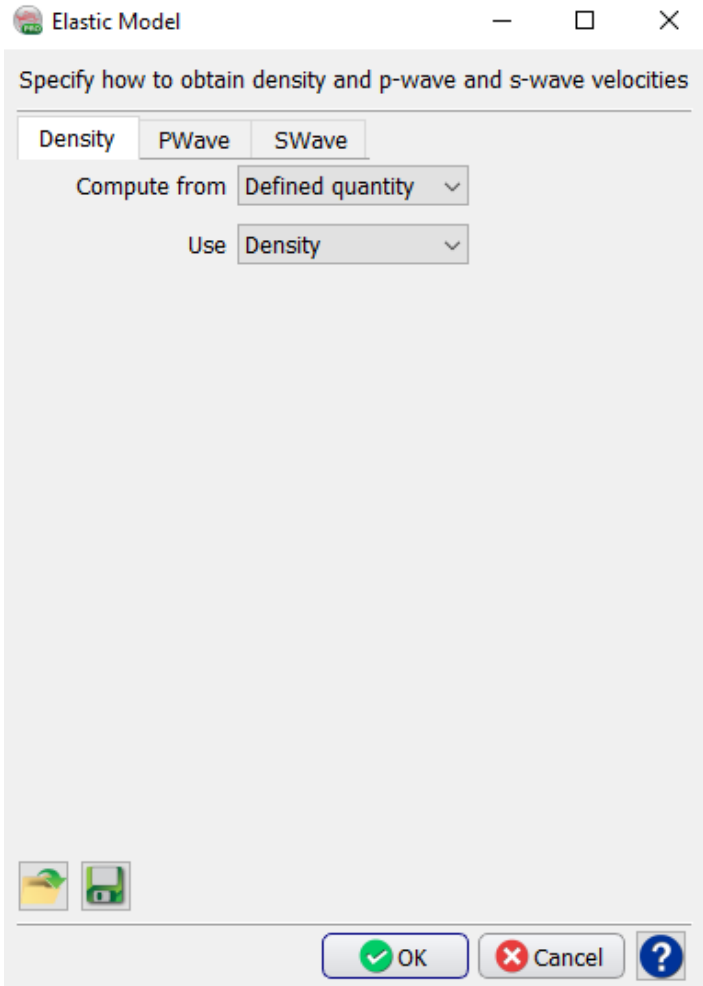 PRO Elastic Model
Specify how to obtain density and p-wave and s-wave velocities
Density PWave SWave
Compute from Defined quantity
Use Density
OK Cancel ?